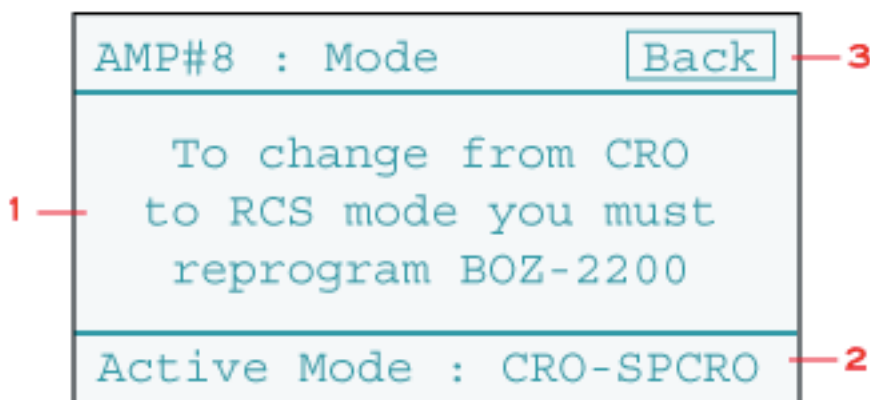 AMP#8 : Mode Back 3
To change from CRO
1 to RCS mode you must
reprogram BOZ-2200
Active Mode : CRO-SPCRO 2